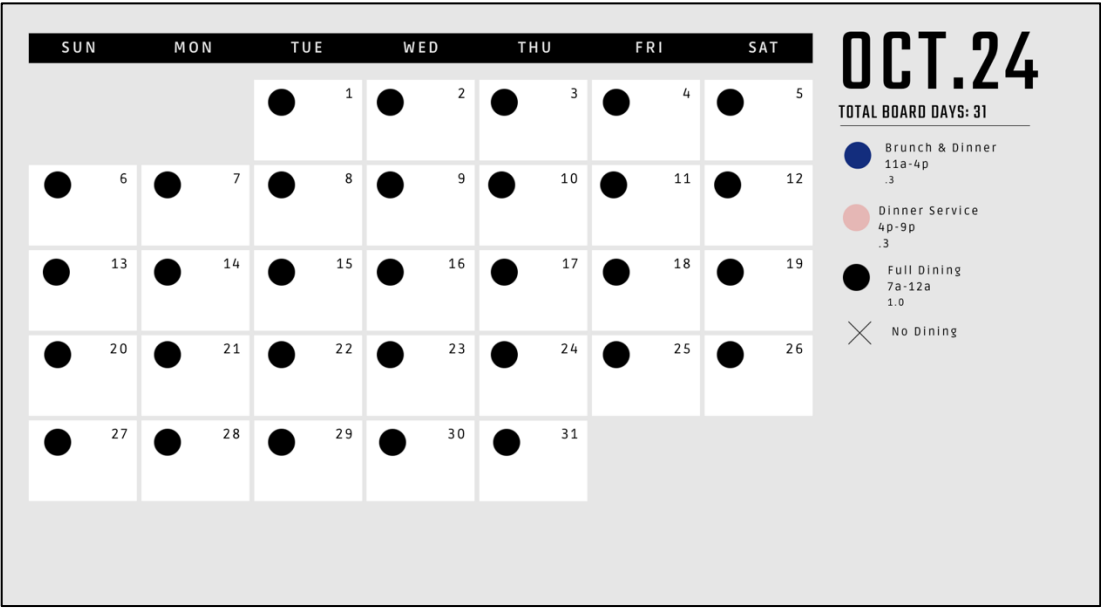 SUN MON TUE WED THU FRI SAT
1 2 3 4 5
6 7 8 9 10 11 12
13 14 15 16 17 18 19
20 21 22 23 24 25 26
27 28 29 30 31
OCT.24
TOTAL BOARD DAYS: 31
Brunch & Dinner
11a-4p
.3
Dinner Service
4p-9p
.3
Full Dining
7a-12a
1.0
No Dining